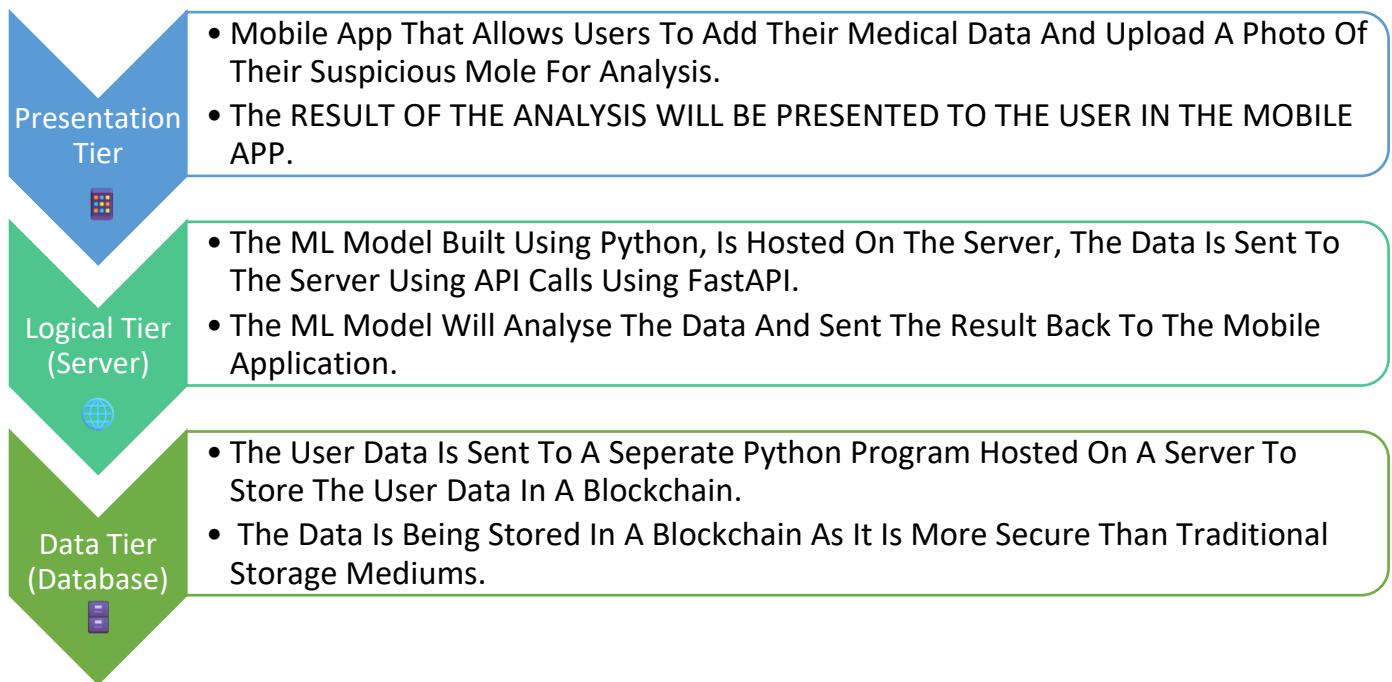 Presentation
Tier
• Mobile App That Allows Users To Add Their Medical Data And Upload A Photo Of
Their Suspicious Mole For Analysis.
• The RESULT OF THE ANALYSIS WILL BE PRESENTED TO THE USER IN THE MOBILE
APP.
Logical Tier
(Server)
• The ML Model Built Using Python, Is Hosted On The Server, The Data Is Sent To
The Server Using API Calls Using FastAPI.
• The ML Model Will Analyse The Data And Sent The Result Back To The Mobile
Application.
Data Tier
(Database)
• The User Data Is Sent To A Seperate Python Program Hosted On A Server To
Store The User Data In A Blockchain.
• The Data Is Being Stored In A Blockchain As It Is More Secure Than Traditional
Storage Mediums.